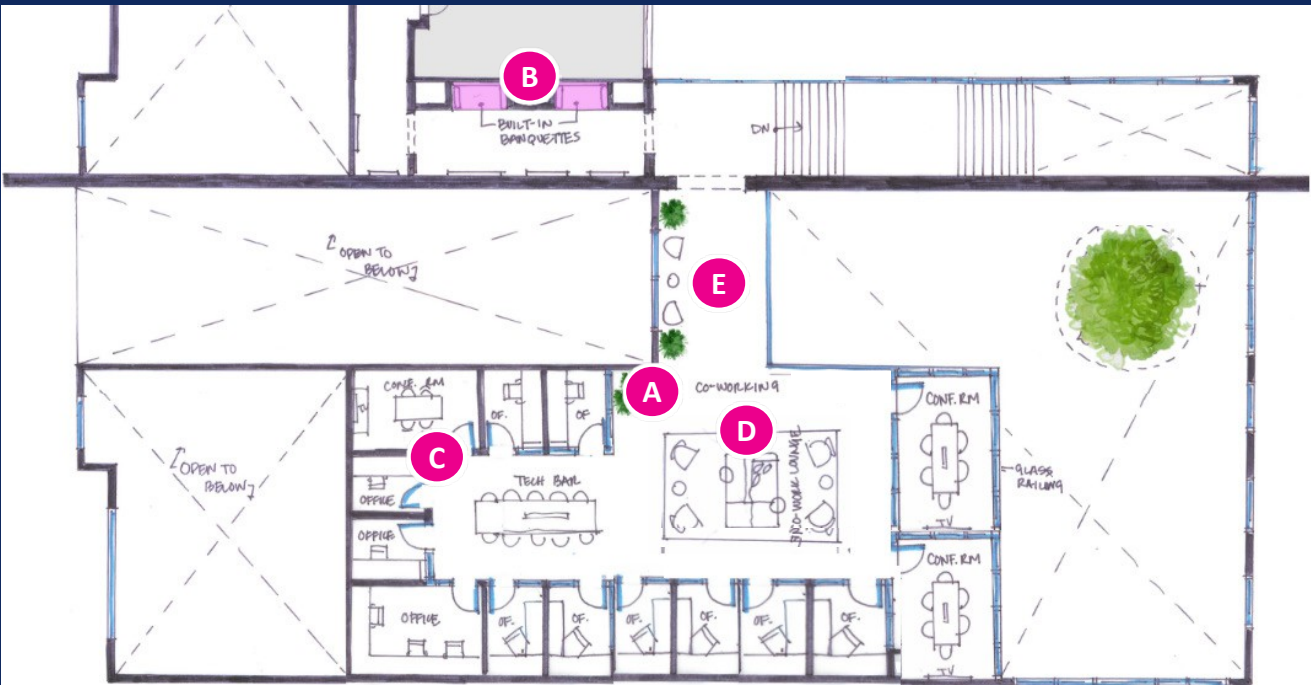 B
BUILT-IN
BANQUETTES
DN
OPEN TO
BELOW
E
A
CO-WORKING
CONF. RM
TV
OF.
OF
CONF. RM
D
C
OPEN TO
BELOW
OFFICE
TECH BAR
CO-WORK LOUNGE
GLASS
RAILING
TV
OFFICE
CONF. RM
OFFICE
OF.
OF.
OF.
OF.
OF.
OF.
TV